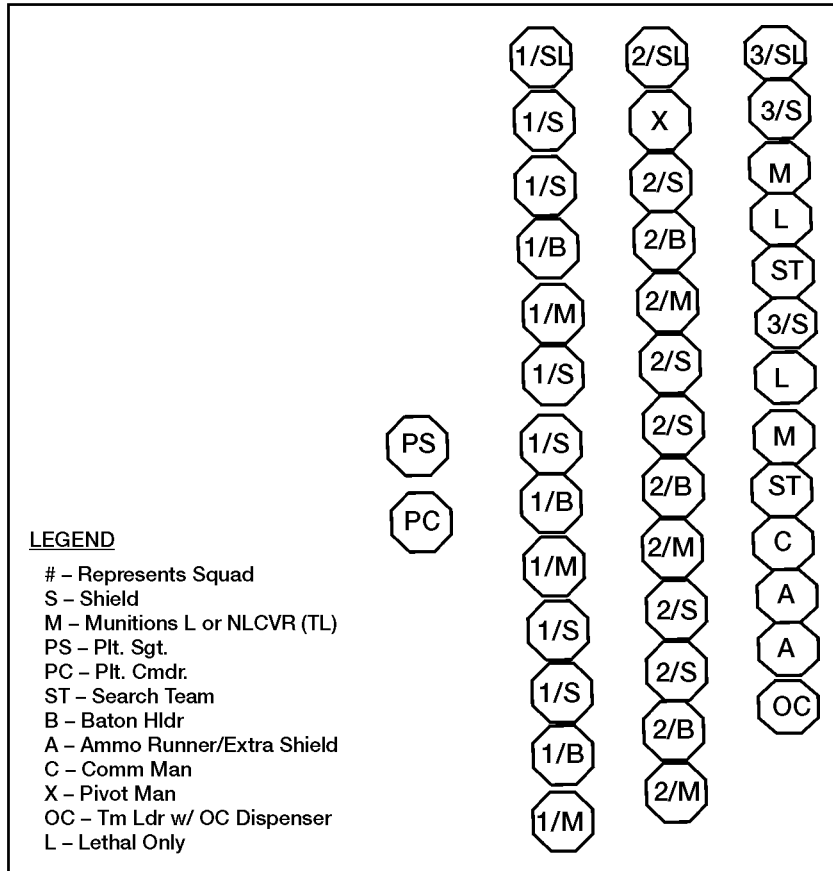 1/SL 2/SL 3/SL
1/S X 3/S
1/S 2/S M
1/B 2/B L
1/M 2/M ST
1/S 2/S 3/S
L
PS 1/S 2/S M
PC 1/B 2/B ST
1/M 2/M C
1/S 2/S A
1/S 2/S A
1/B 2/B OC
1/M 2/M
LEGEND
# – Represents Squad
S – Shield
M – Munitions L or NLCVR (TL)
PS – Plt. Sgt.
PC – Plt. Cmdr.
ST – Search Team
B – Baton Hldr
A – Ammo Runner/Extra Shield
C – Comm Man
X – Pivot Man
OC – Tm Ldr w/ OC Dispenser
L – Lethal Only